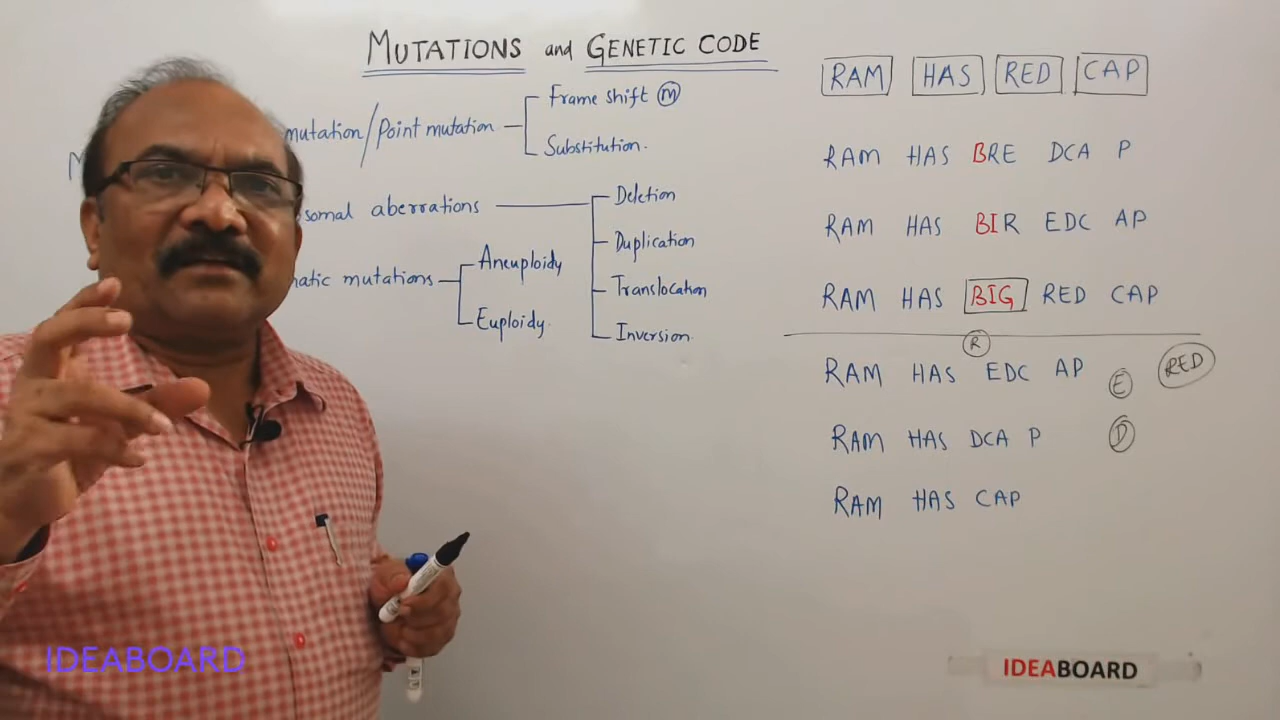 MUTATIONS and GENETIC CODE
mutation/Point mutation
Frame shift M
Substitution.
somal aberrations
Deletion
Duplication
Translocation
Inversion.
atic mutations
Aneuploidy
Euploidy.
RAM HAS RED CAP
RAM HAS BRE DCA P
RAM HAS BIR EDC AP
RAM HAS BIG RED CAP
R
RAM HAS EDC AP E RED
RAM HAS DCA P D
RAM HAS CAP
IDEABOARD
IDEABOARD